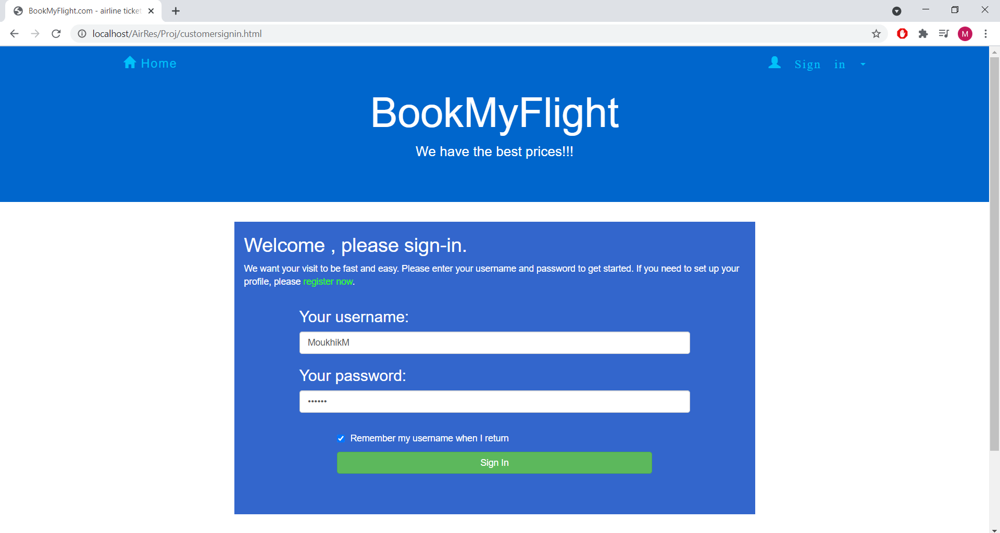 BookMyFlight.com - airline ticket
localhost/AirRes/Proj/customersignin.html
M
Home
Sign in
BookMyFlight
We have the best prices!!!
Welcome , please sign-in.
We want your visit to be fast and easy. Please enter your username and password to get started. If you need to set up your
profile, please register now.
Your username:
MoukhikM
Your password:
••••••
Remember my username when I return
Sign In